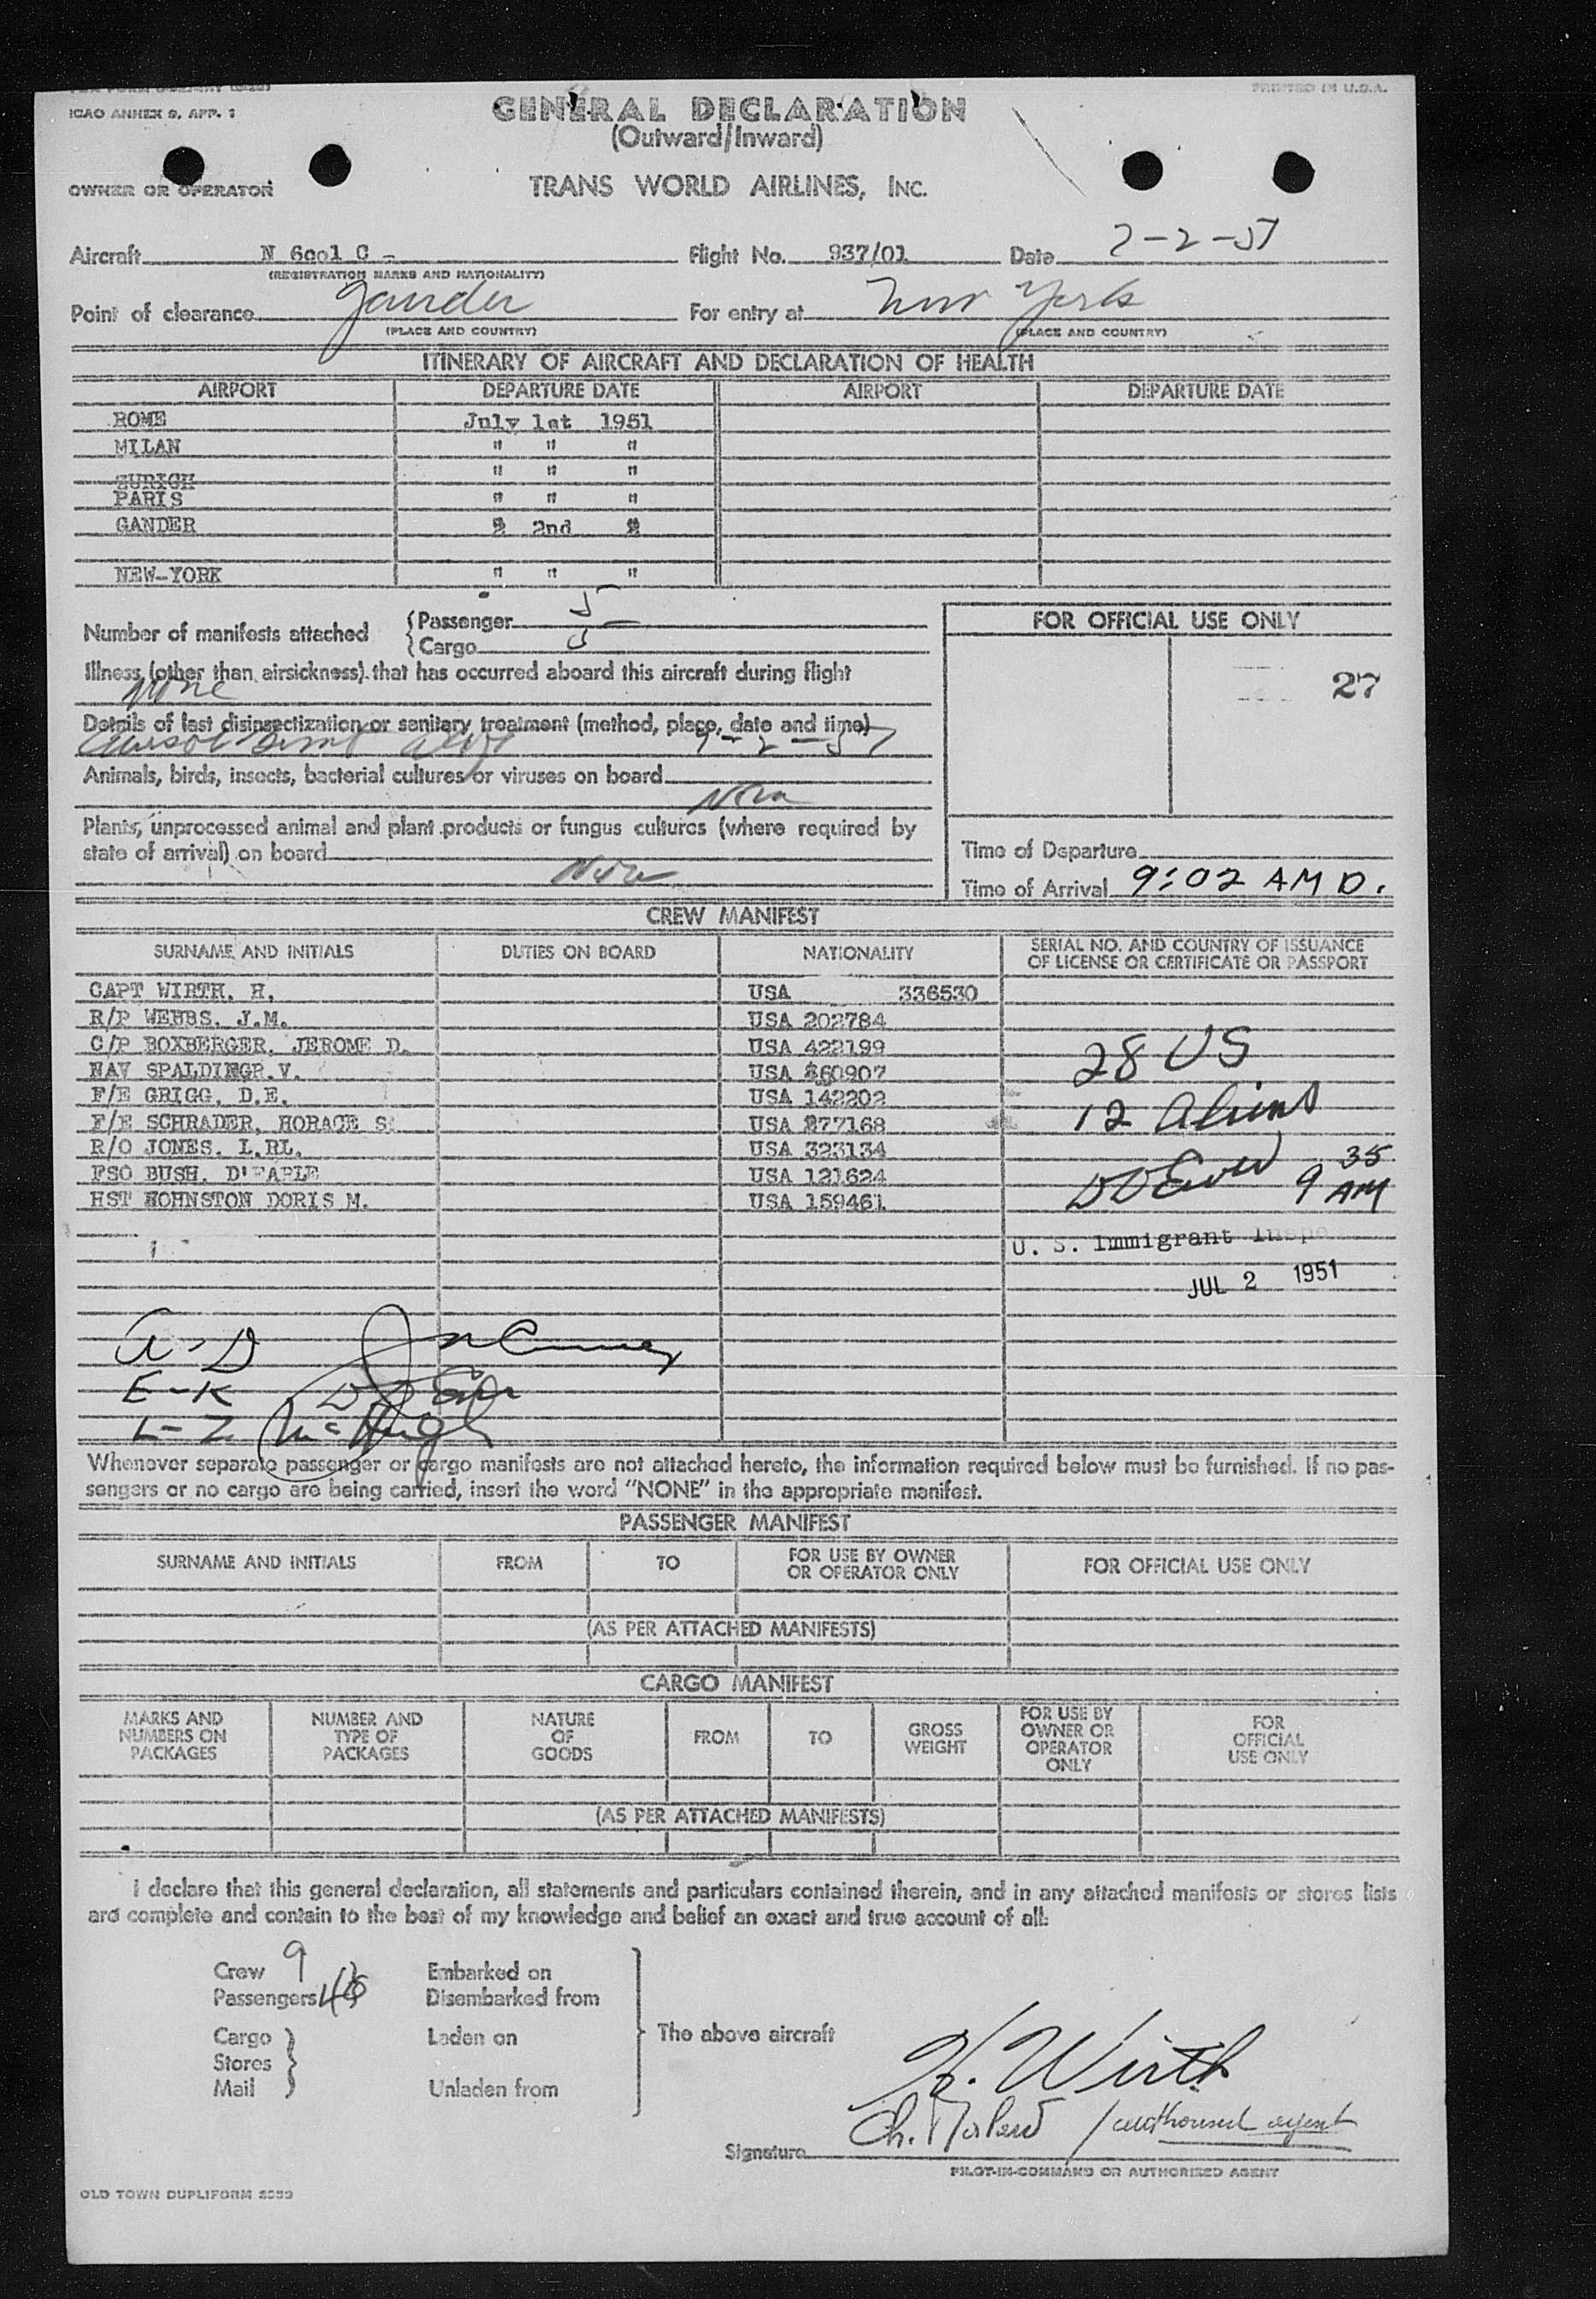 ICAO ANNEX 9, APP. 1
PRINTED IN U.S.A.
GENERAL DECLARATION
(Outward/Inward)
OWNER OR OPERATOR TRANS WORLD AIRLINES, INC.
Aircraft N 6001 C - Flight No. 937/01 Date 7-2-51
(REGISTRATION MARKS AND NATIONALITY)
Point of clearance Gander For entry at New York
(PLACE AND COUNTRY) (PLACE AND COUNTRY)
ITINERARY OF AIRCRAFT AND DECLARATION OF HEALTH
AIRPORT DEPARTURE DATE AIRPORT DEPARTURE DATE
ROME July 1st 1951
MILAN " " "
ZURICH " " "
PARIS " " "
GANDER 2nd
NEW-YORK " " "
Number of manifests attached {Passenger 5
{Cargo 5
FOR OFFICIAL USE ONLY
27
Illness (other than airsickness) that has occurred aboard this aircraft during flight
None
Details of last disinsectization or sanitary treatment (method, place, date and time)
7-2-51
Animals, birds, insects, bacterial cultures or viruses on board
None
Plants, unprocessed animal and plant products or fungus cultures (where required by
state of arrival) on board
None
Time of Departure
Time of Arrival 9:02 AM D.
CREW MANIFEST
SURNAME AND INITIALS DUTIES ON BOARD NATIONALITY SERIAL NO. AND COUNTRY OF ISSUANCE
OF LICENSE OR CERTIFICATE OR PASSPORT
CAPT WIRTH. H. USA 336530
R/P WEBBS. J.M. USA 202784
C/P BOXBERGER, JEROME D. USA 422199
NAV SPALDINGR.V. USA 60907
F/E GRIGG, D.E. USA 142202
F/E SCHRADER, HORACE S. USA 77168
R/O JONES. L.RL. USA 323134
FSO BUSH. D'EARLE USA 121624
HST HOHNSTON DORIS M. USA 159461
28 US
12 Aliens
9 35 AM
U. S. Immigrant Inspe
JUL 2 1951
A-D
E-K
L-Z McHugh
Whenever separate passenger or cargo manifests are not attached hereto, the information required below must be furnished. If no pas-
sengers or no cargo are being carried, insert the word "NONE" in the appropriate manifest.
PASSENGER MANIFEST
SURNAME AND INITIALS FROM TO FOR USE BY OWNER
OR OPERATOR ONLY FOR OFFICIAL USE ONLY
(AS PER ATTACHED MANIFESTS)
CARGO MANIFEST
MARKS AND
NUMBERS ON
PACKAGES
NUMBER AND
TYPE OF
PACKAGES
NATURE
OF
GOODS
FROM
TO
GROSS
WEIGHT
FOR USE BY
OWNER OR
OPERATOR
ONLY
FOR
OFFICIAL
USE ONLY
(AS PER ATTACHED MANIFESTS)
I declare that this general declaration, all statements and particulars contained therein, and in any attached manifests or stores lists
are complete and contain to the best of my knowledge and belief an exact and true account of all:
Crew 9 Embarked on
Passengers Disembarked from
Cargo Laden on The above aircraft
Stores
Mail Unladen from
H. Wirth
Ch. / authorised agent
Signature
PILOT-IN-COMMAND OR AUTHORIZED AGENT
OLD TOWN DUPLIFORM